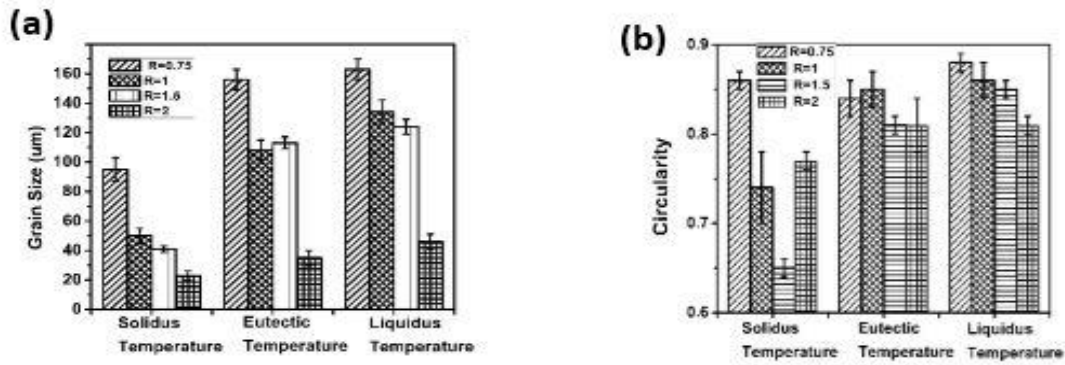 (a)
Grain Size (um)
160
140
120
100
80
60
40
20
0
R=0.75
R=1
R=1.6
R=2
Solidus
Temperature
Eutectic
Temperature
Liquidus
Temperature
(b)
Circularity
0.9
0.8
0.7
0.6
R=0.75
R=1
R=1.5
R=2
Solidus
Temperature
Eutectic
Temperature
Liquidus
Temperature